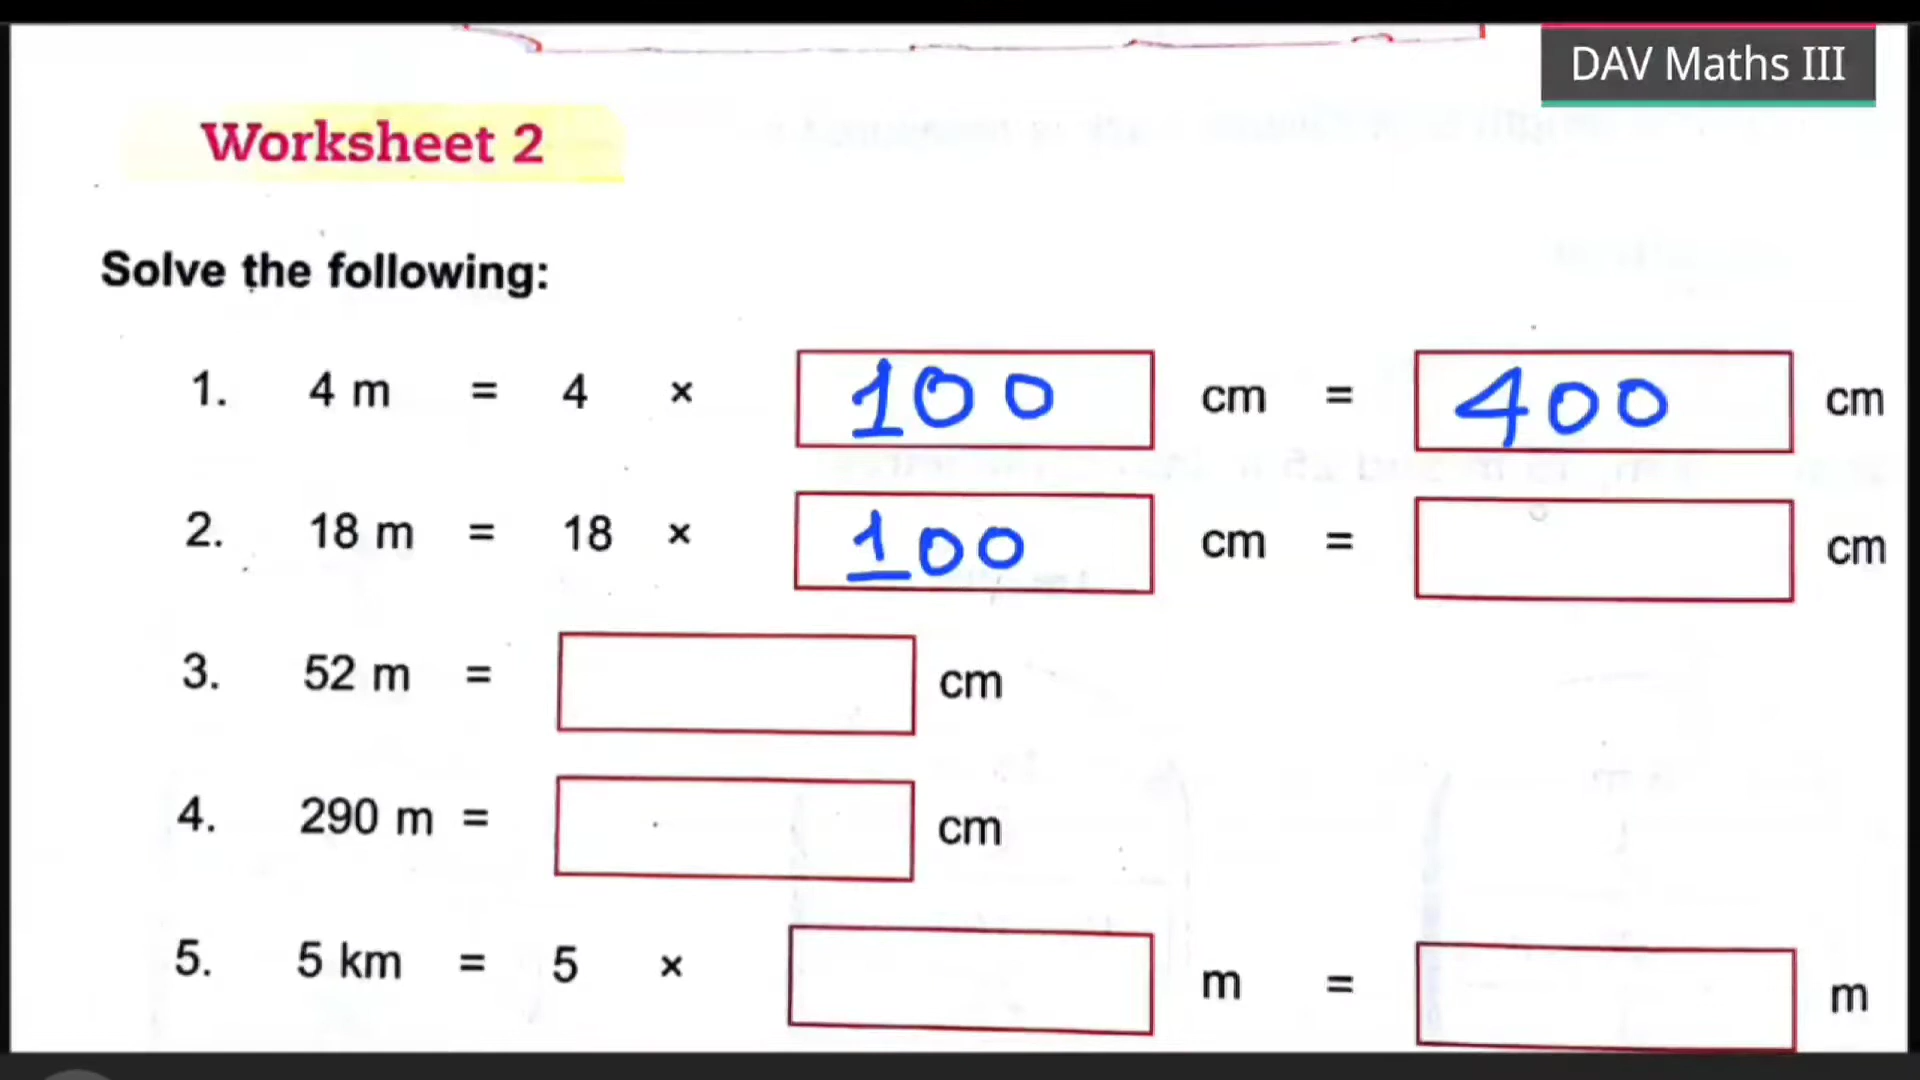 DAV Maths III
Worksheet 2
Solve the following:
1. 4 m = 4 × 100 cm = 400 cm
2. 18 m = 18 × 100 cm = cm
3. 52 m = cm
4. 290 m = cm
5. 5 km = 5 × m = m